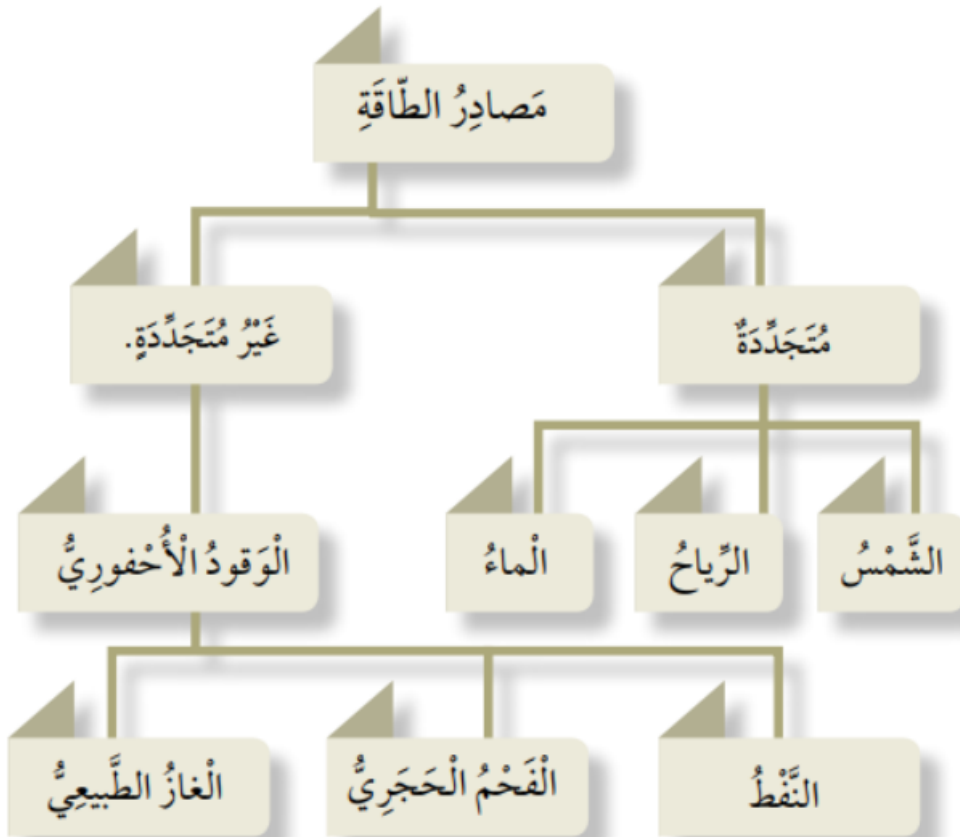 مَصادِرُ الطّاقَةِ
مُتَجَدِّدَةٌ
غَيْرُ مُتَجَدِّدَةٍ.
الشَّمْسُ
الرِّياحُ
الْماءُ
الْوَقودُ الْأُحْفورِيُّ
النَّفْطُ
الْفَحْمُ الْحَجَرِيُّ
الْغازُ الطَّبيعِيُّ